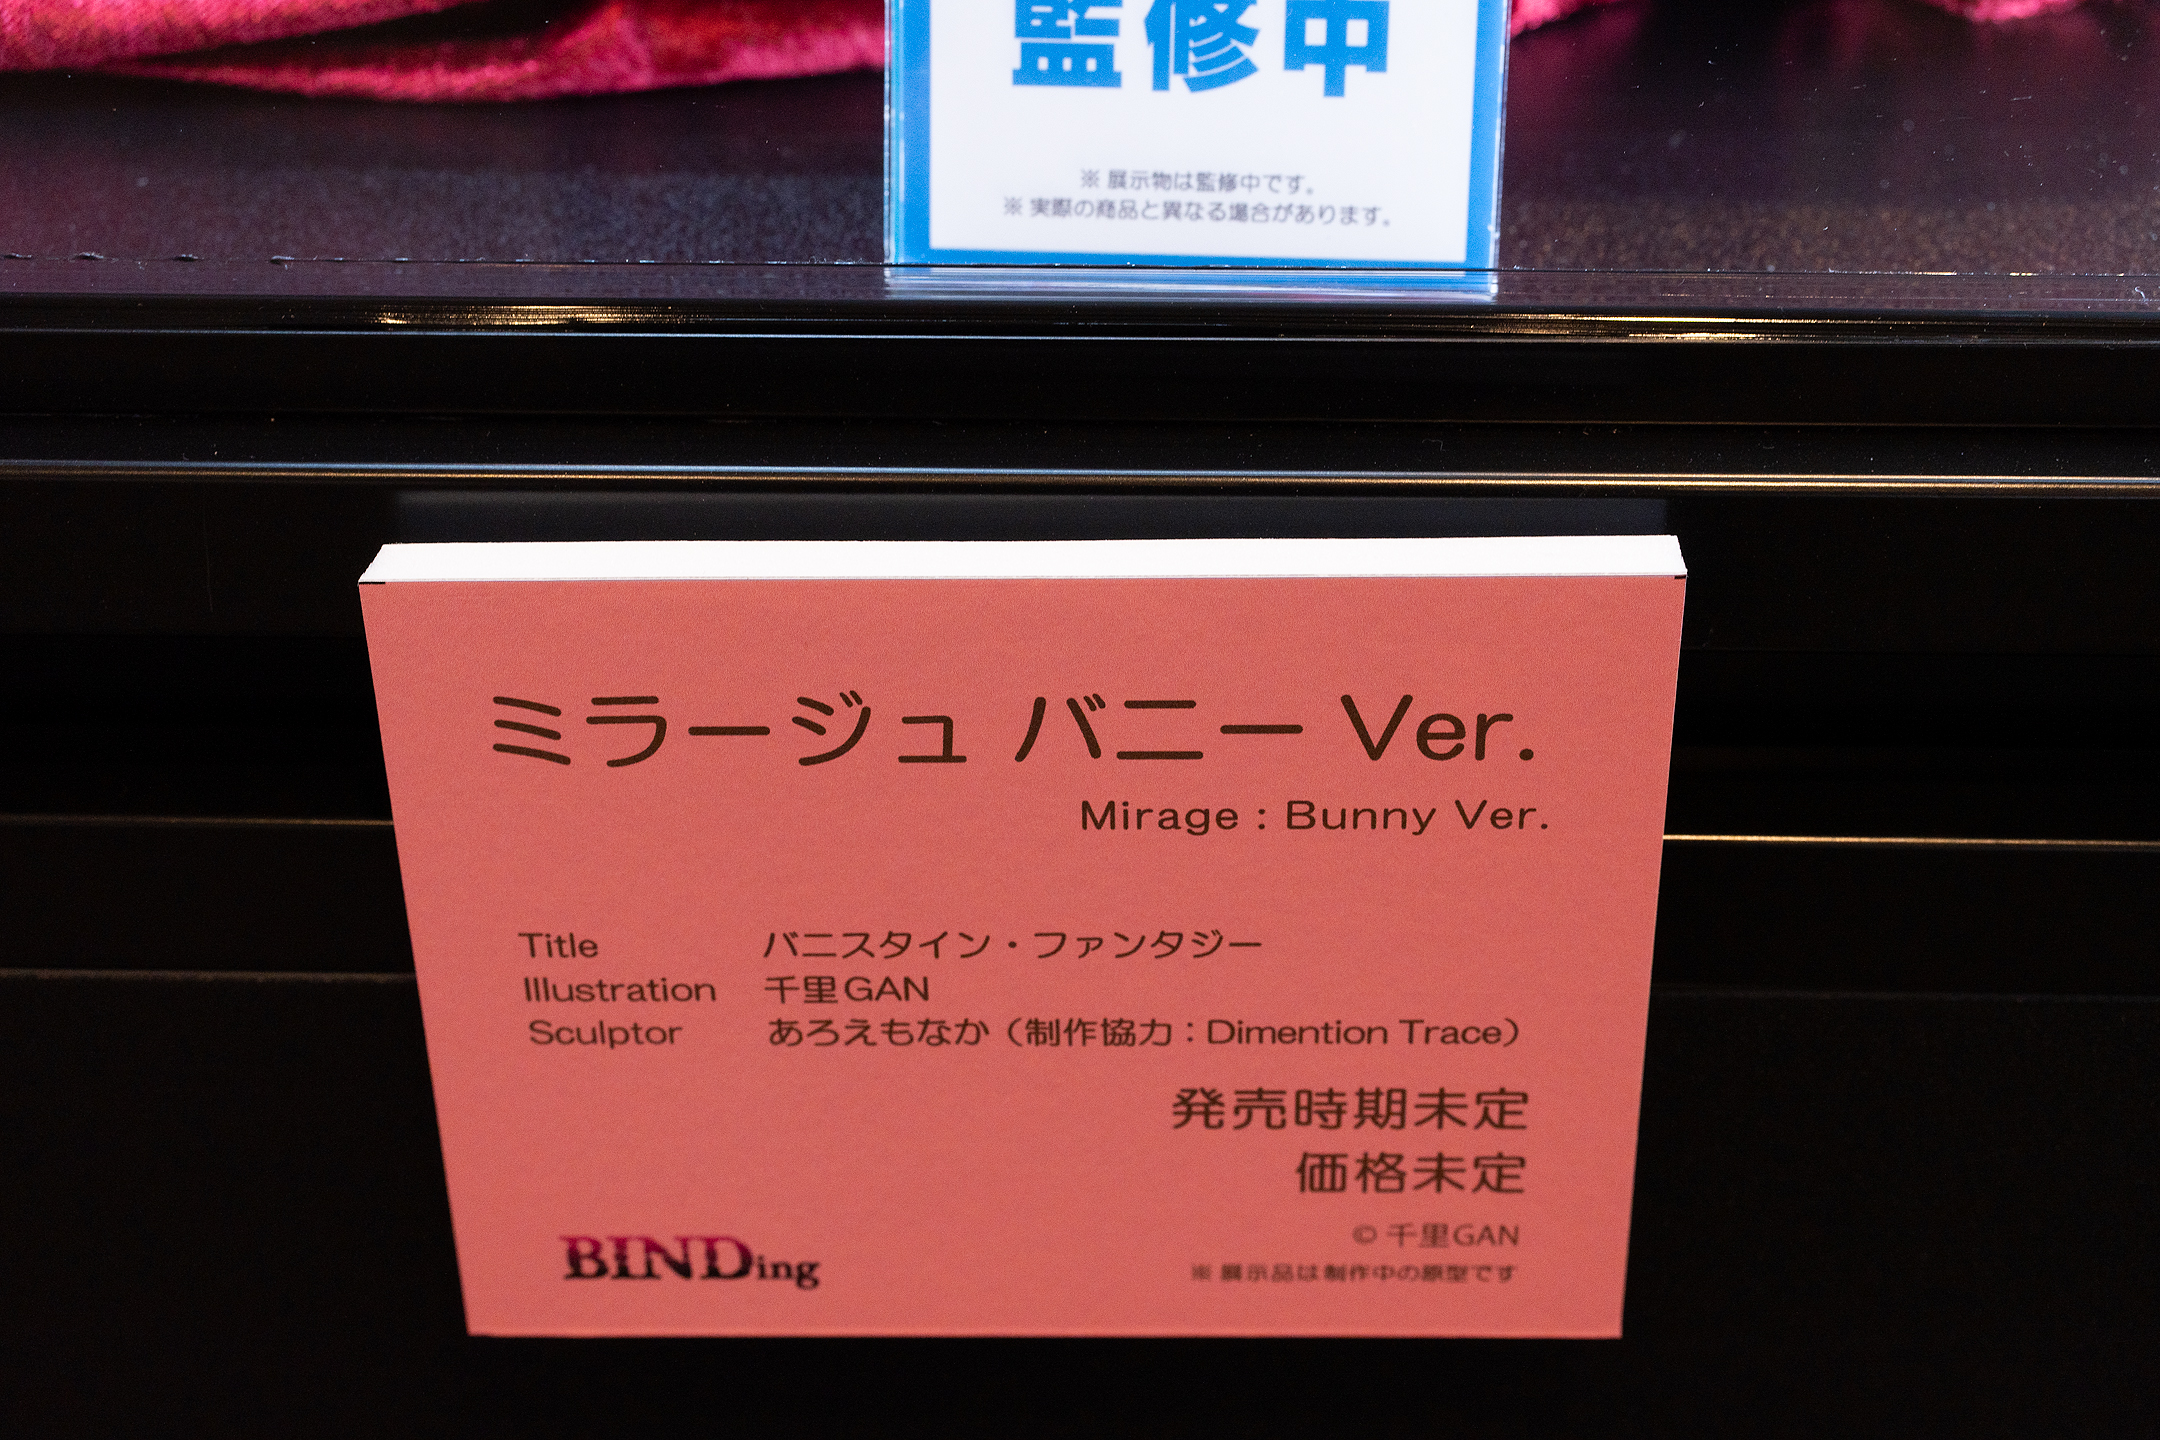 監修中
※ 展示物は監修中です。
※ 実際の商品と異なる場合があります。
ミラージュ バニー Ver.
Mirage : Bunny Ver.
Title バニスタイン・ファンタジー
Illustration 千里GAN
Sculptor あろえもなか（制作協力：Dimention Trace）
発売時期未定
価格未定
© 千里GAN
※ 展示品は制作中の原型です
BINDing